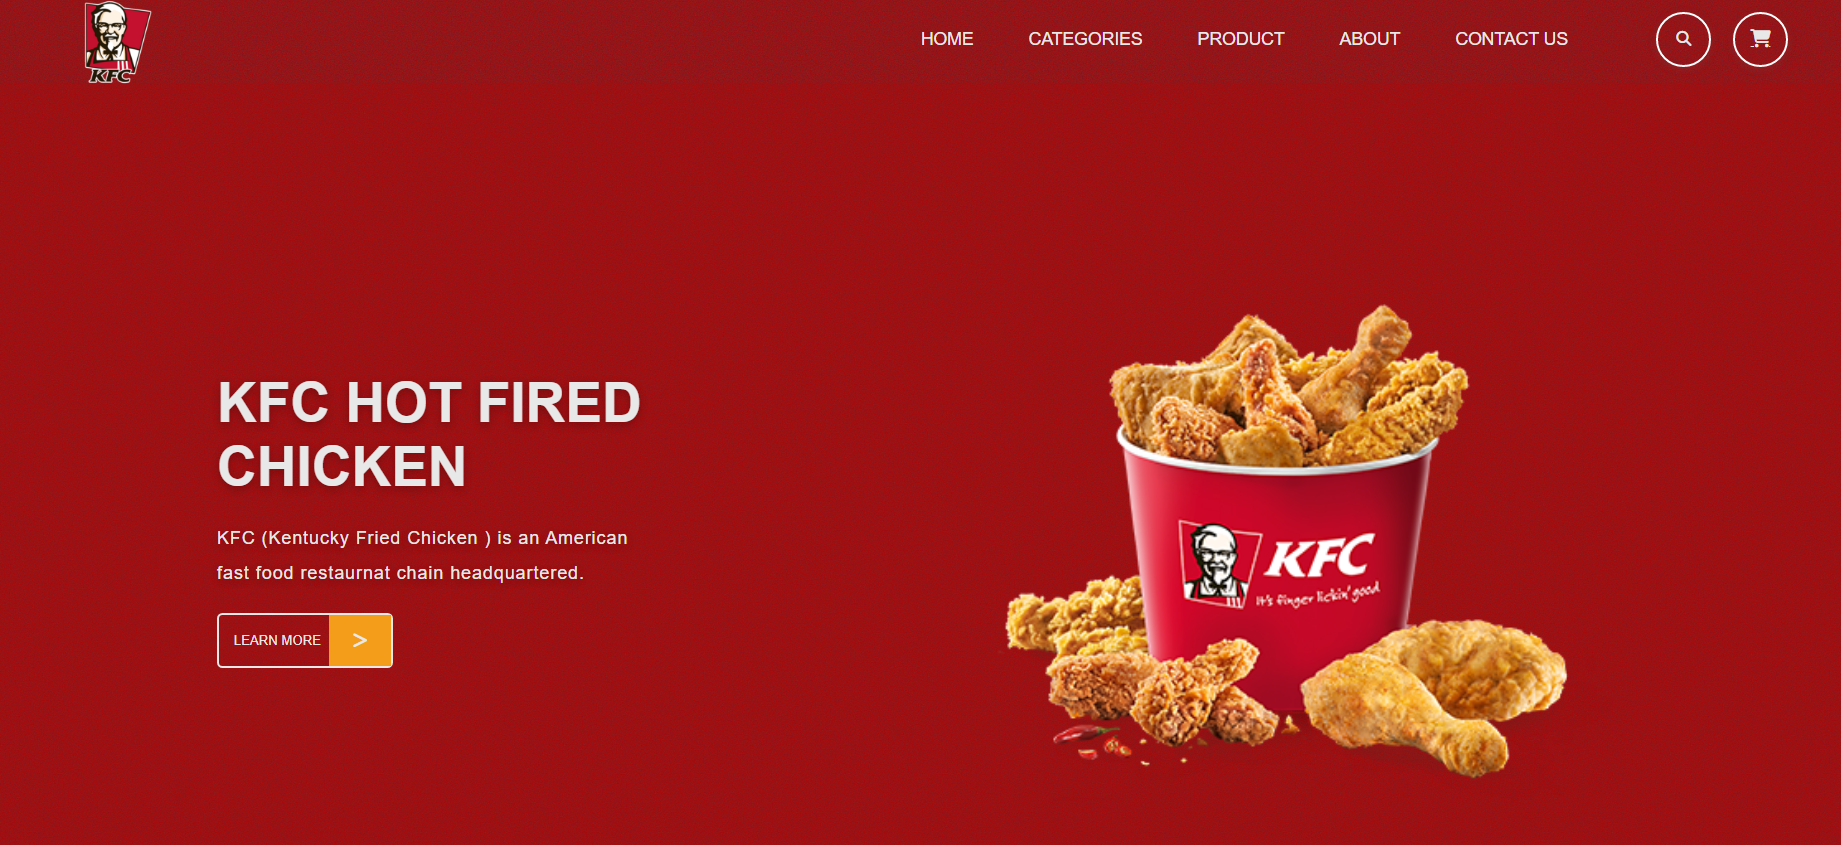 KFC
HOME
CATEGORIES
PRODUCT
ABOUT
CONTACT US
KFC HOT FIRED
CHICKEN
KFC (Kentucky Fried Chicken ) is an American
fast food restaurnat chain headquartered.
LEARN MORE >
KFC
It's finger lickin' good